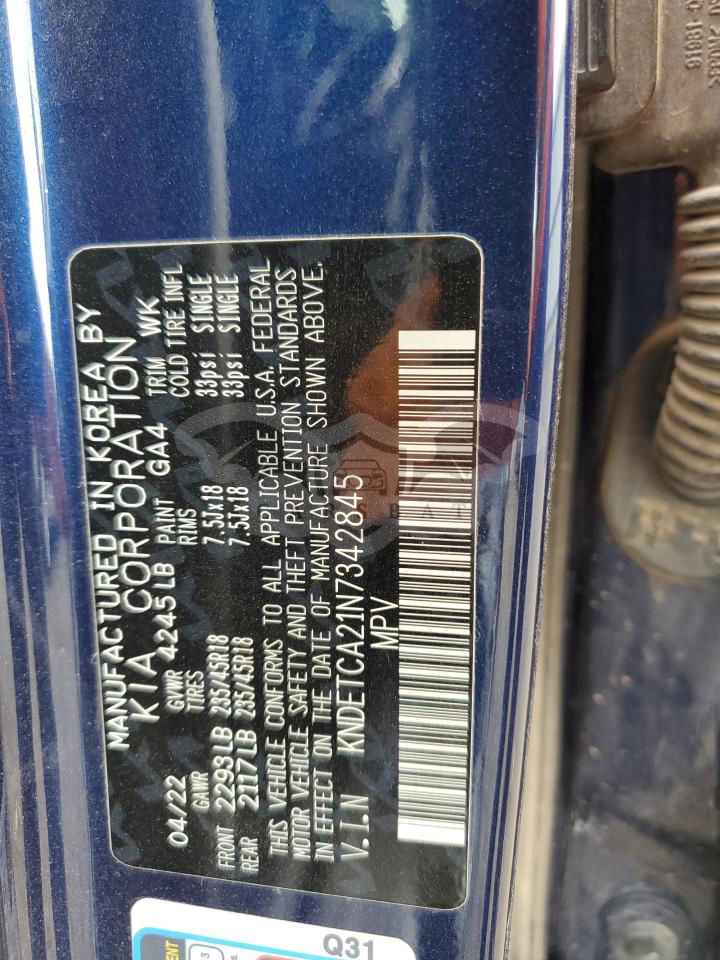 MANUFACTURED IN KOREA BY
KIA CORPORATION
04/22 4245LB PAINT GA4 TRIM WK
GVWR
GAWR TIRES RIMS COLD TIRE INFL
FRONT 2293LB 235/45R18 7.5Jx18 33psi SINGLE
REAR 2117LB 235/45R18 7.5Jx18 33psi SINGLE
THIS VEHICLE CONFORMS TO ALL APPLICABLE U.S.A. FEDERAL
MOTOR VEHICLE SAFETY AND THEFT PREVENTION STANDARDS
IN EFFECT ON THE DATE OF MANUFACTURE SHOWN ABOVE.
V.I.N KNDETCA21N7342845
MPV
Q31
3